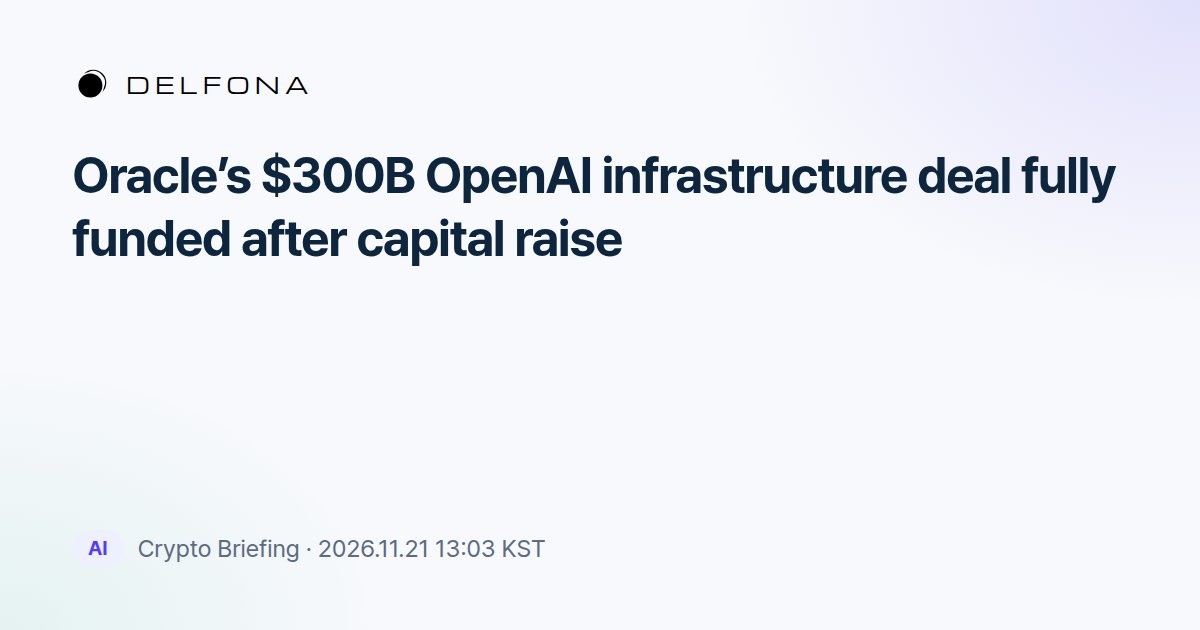 DELFONA
Oracle’s $300B OpenAI infrastructure deal fully
funded after capital raise
AI Crypto Briefing · 2026.11.21 13:03 KST